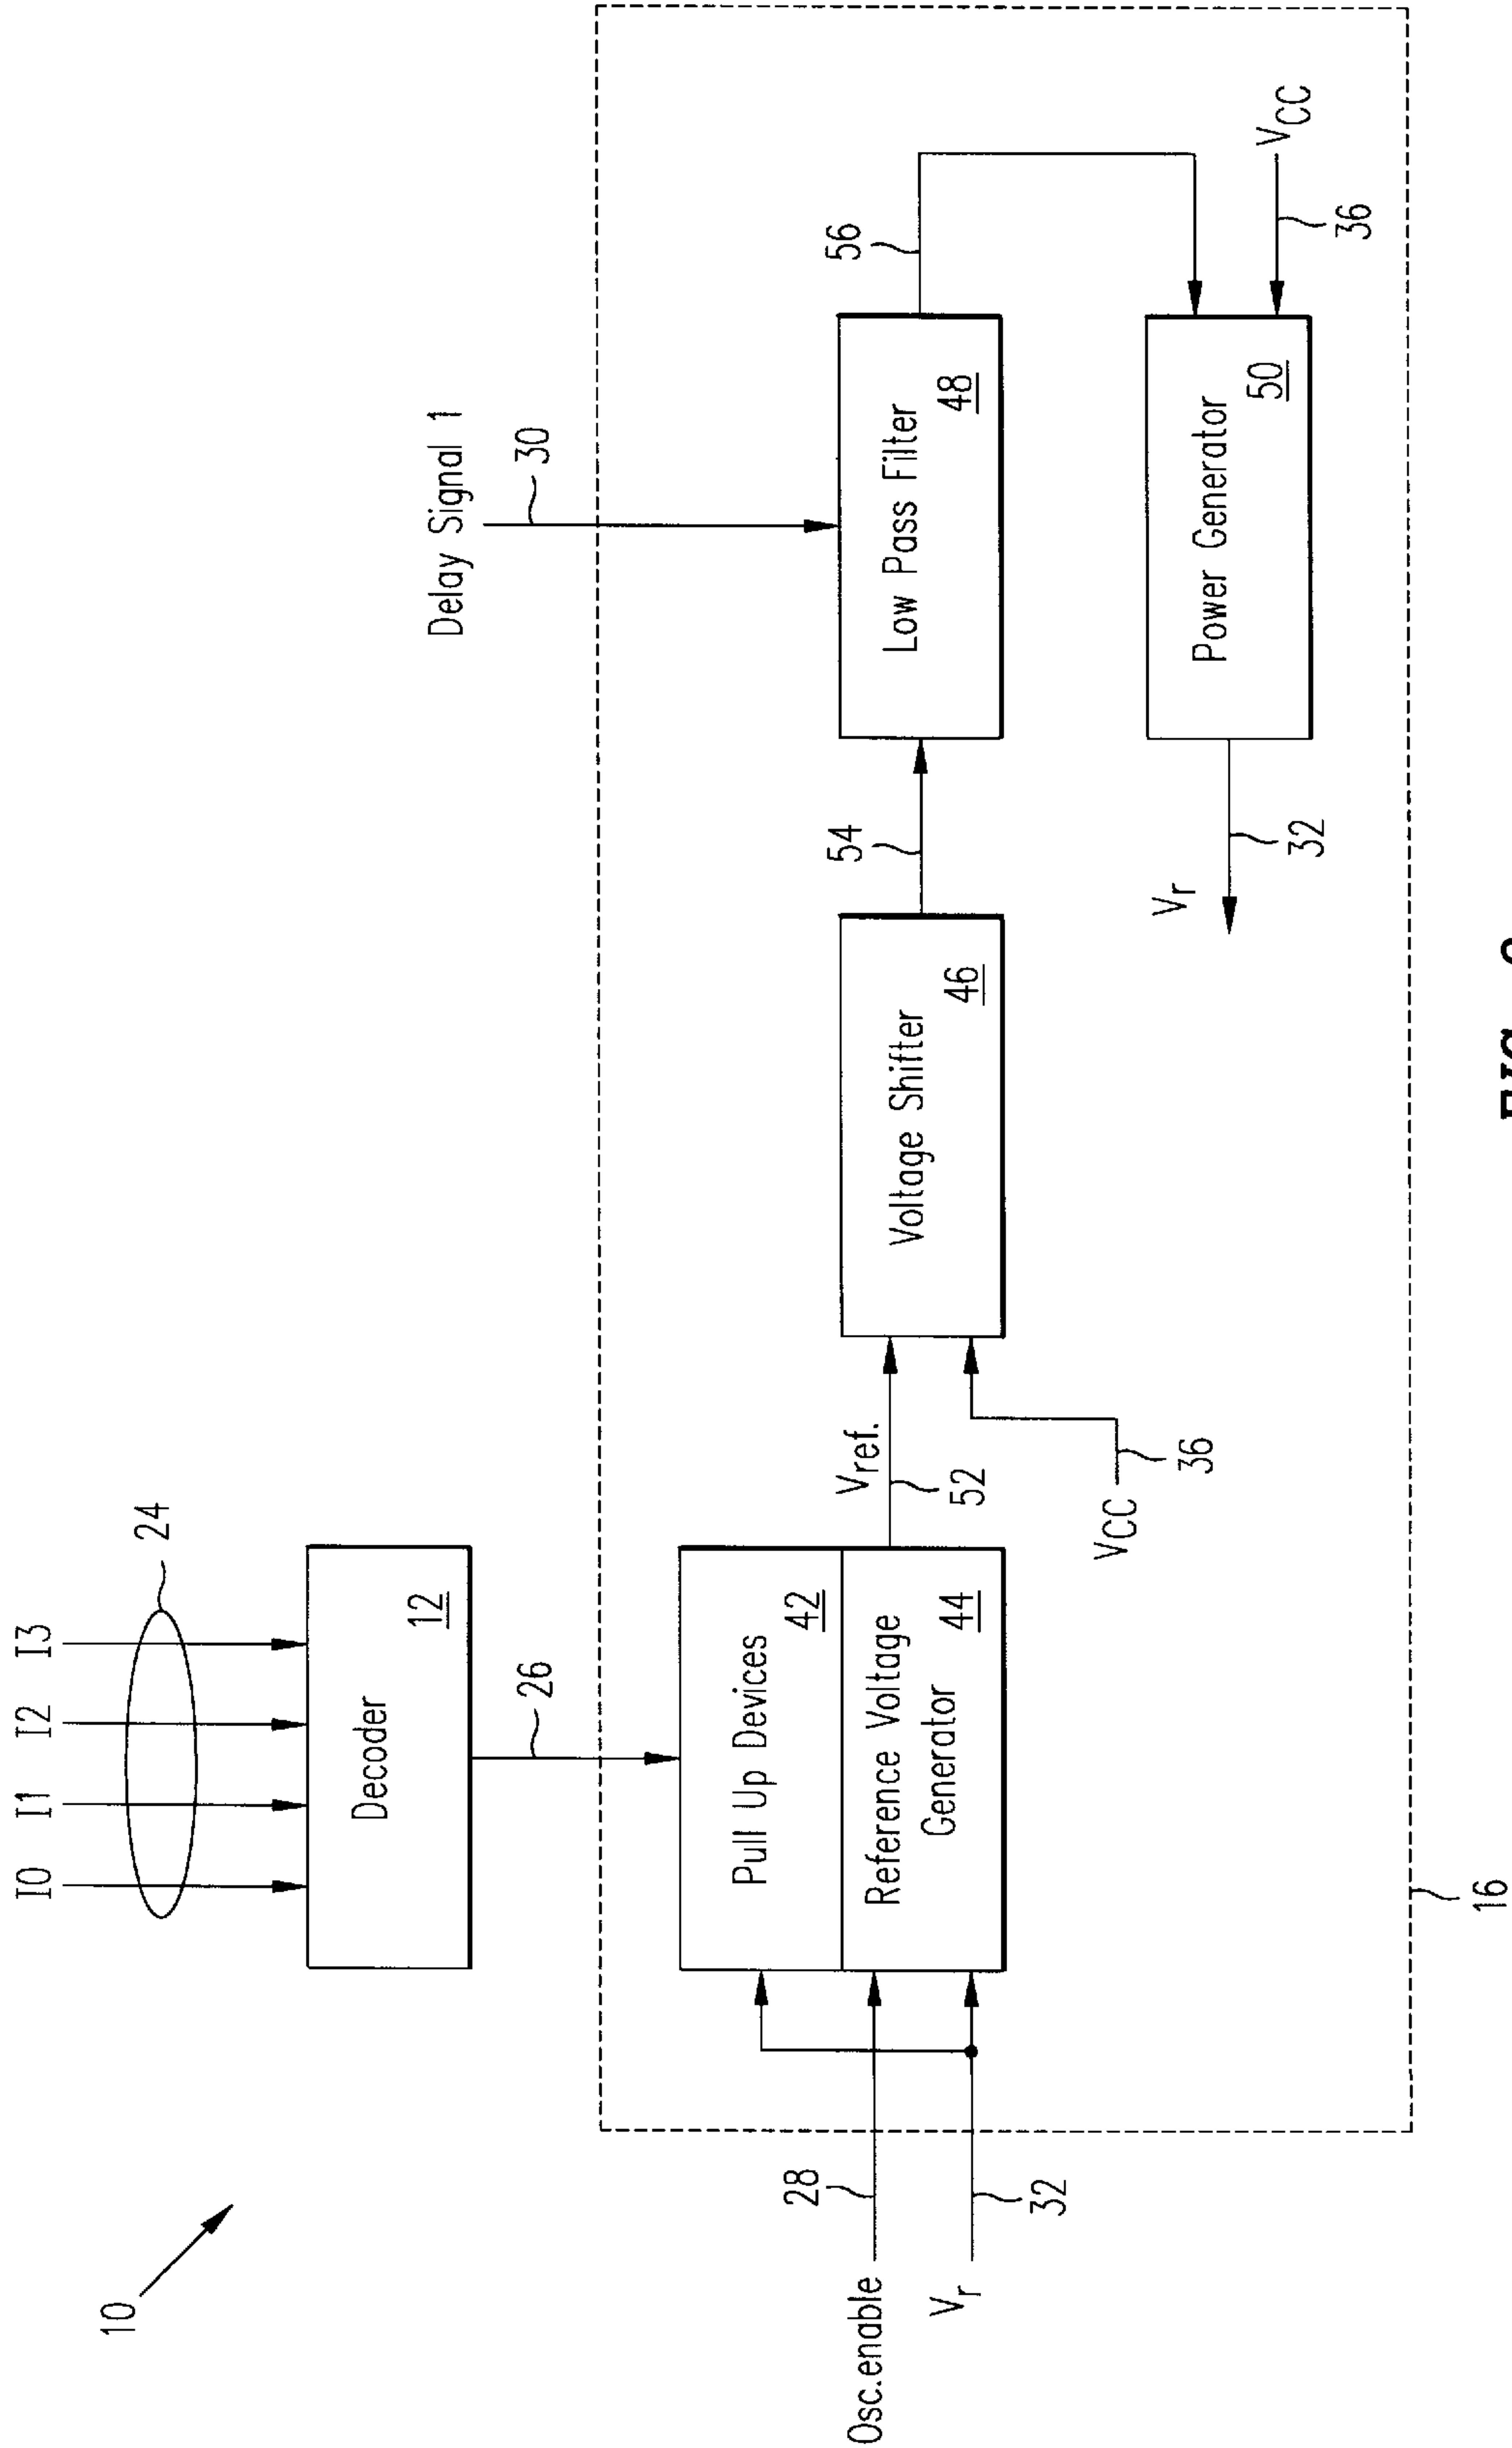 10
I0
I1
I2
I3
24
Decoder
12
26
Delay Signal 1
30
Osc.enable
28
Vr
32
Pull Up Devices
42
Reference Voltage
Generator
44
Vref.
52
VCC
36
Voltage Shifter
46
54
Low Pass Filter
48
56
Vr
32
Power Generator
50
VCC
36
16